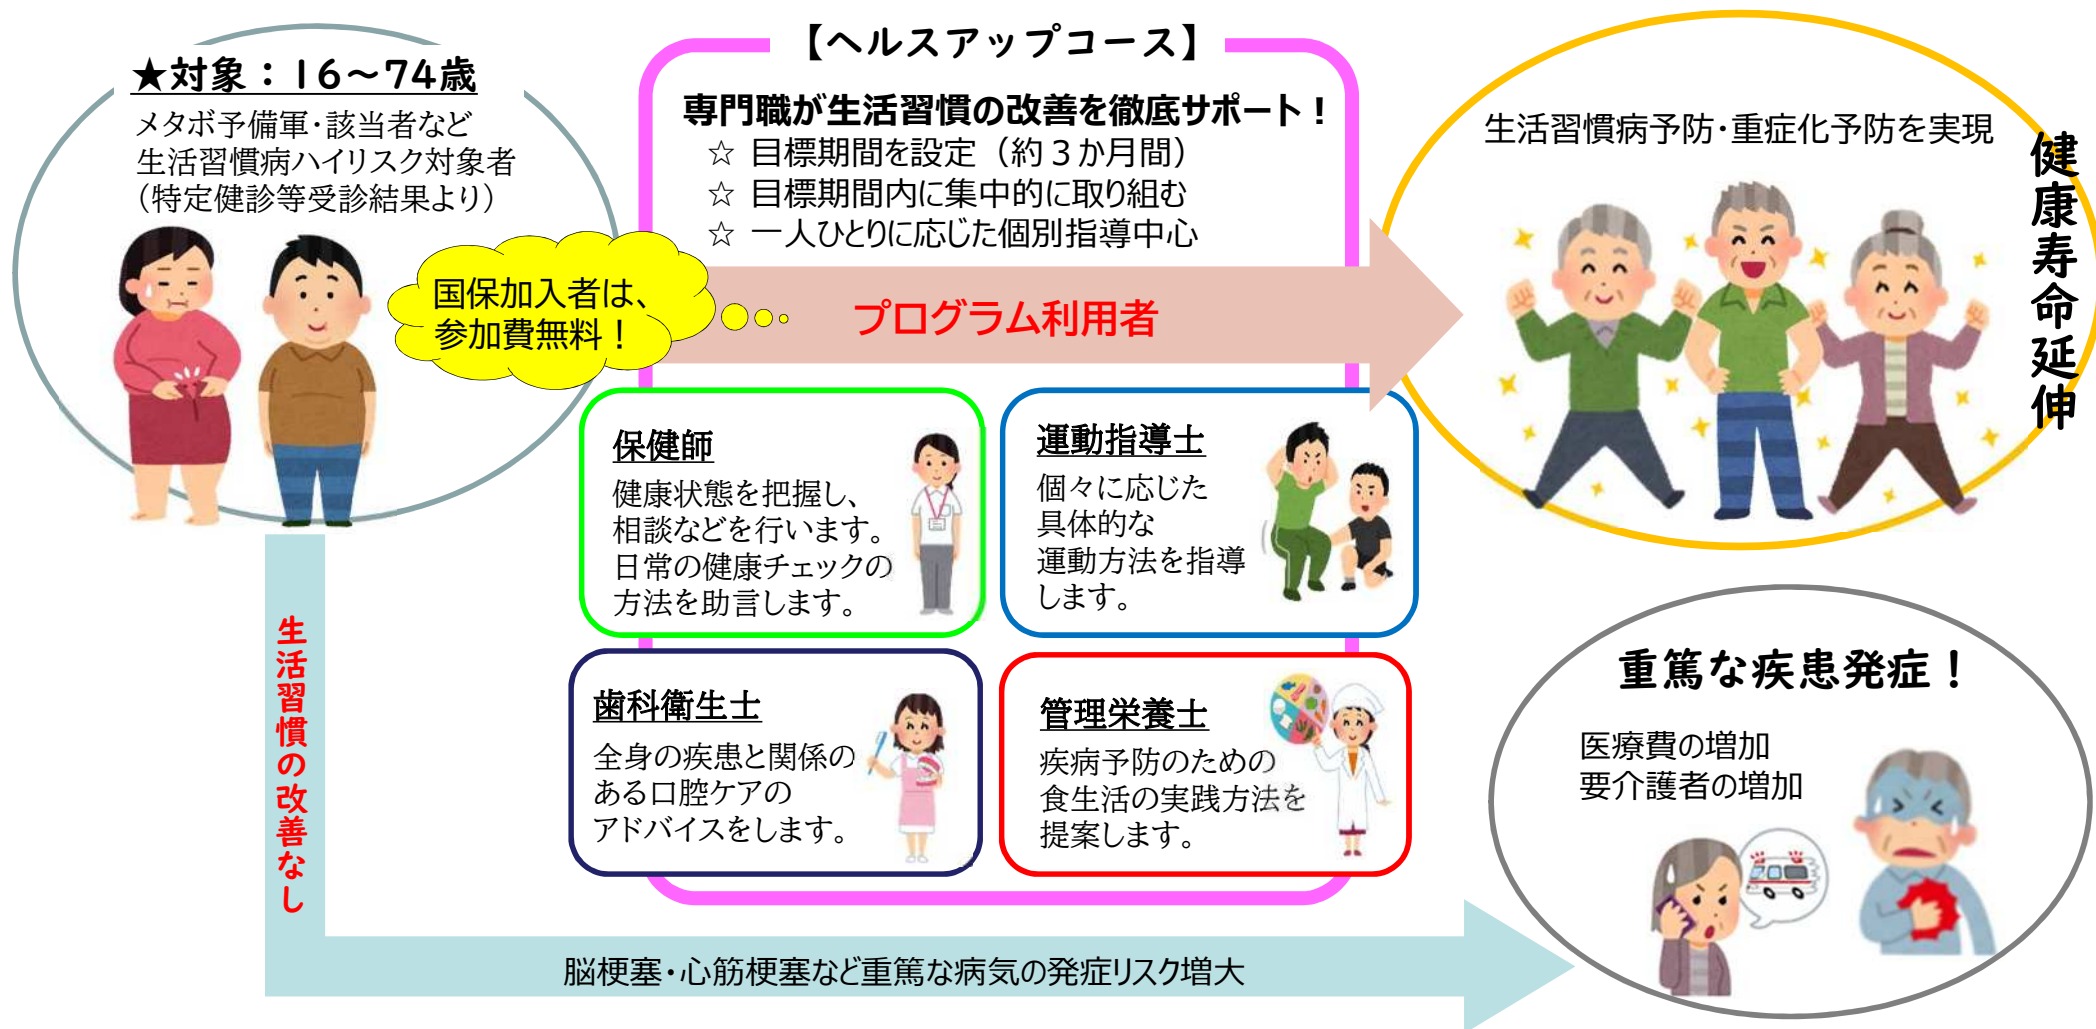 ★対象：16～74歳
メタボ予備軍・該当者など
生活習慣病ハイリスク対象者
（特定健診等受診結果より）
国保加入者は、
参加費無料！
【ヘルスアップコース】
専門職が生活習慣の改善を徹底サポート！
☆ 目標期間を設定（約３か月間）
☆ 目標期間内に集中的に取り組む
☆ 一人ひとりに応じた個別指導中心
プログラム利用者
保健師
健康状態を把握し、
相談などを行います。
日常の健康チェックの
方法を助言します。
運動指導士
個々に応じた
具体的な
運動方法を指導
します。
歯科衛生士
全身の疾患と関係の
ある口腔ケアの
アドバイスをします。
管理栄養士
疾病予防のための
食生活の実践方法を
提案します。
生活習慣病予防・重症化予防を実現
健康寿命延伸
生活習慣の改善なし
脳梗塞・心筋梗塞など重篤な病気の発症リスク増大
重篤な疾患発症！
医療費の増加
要介護者の増加